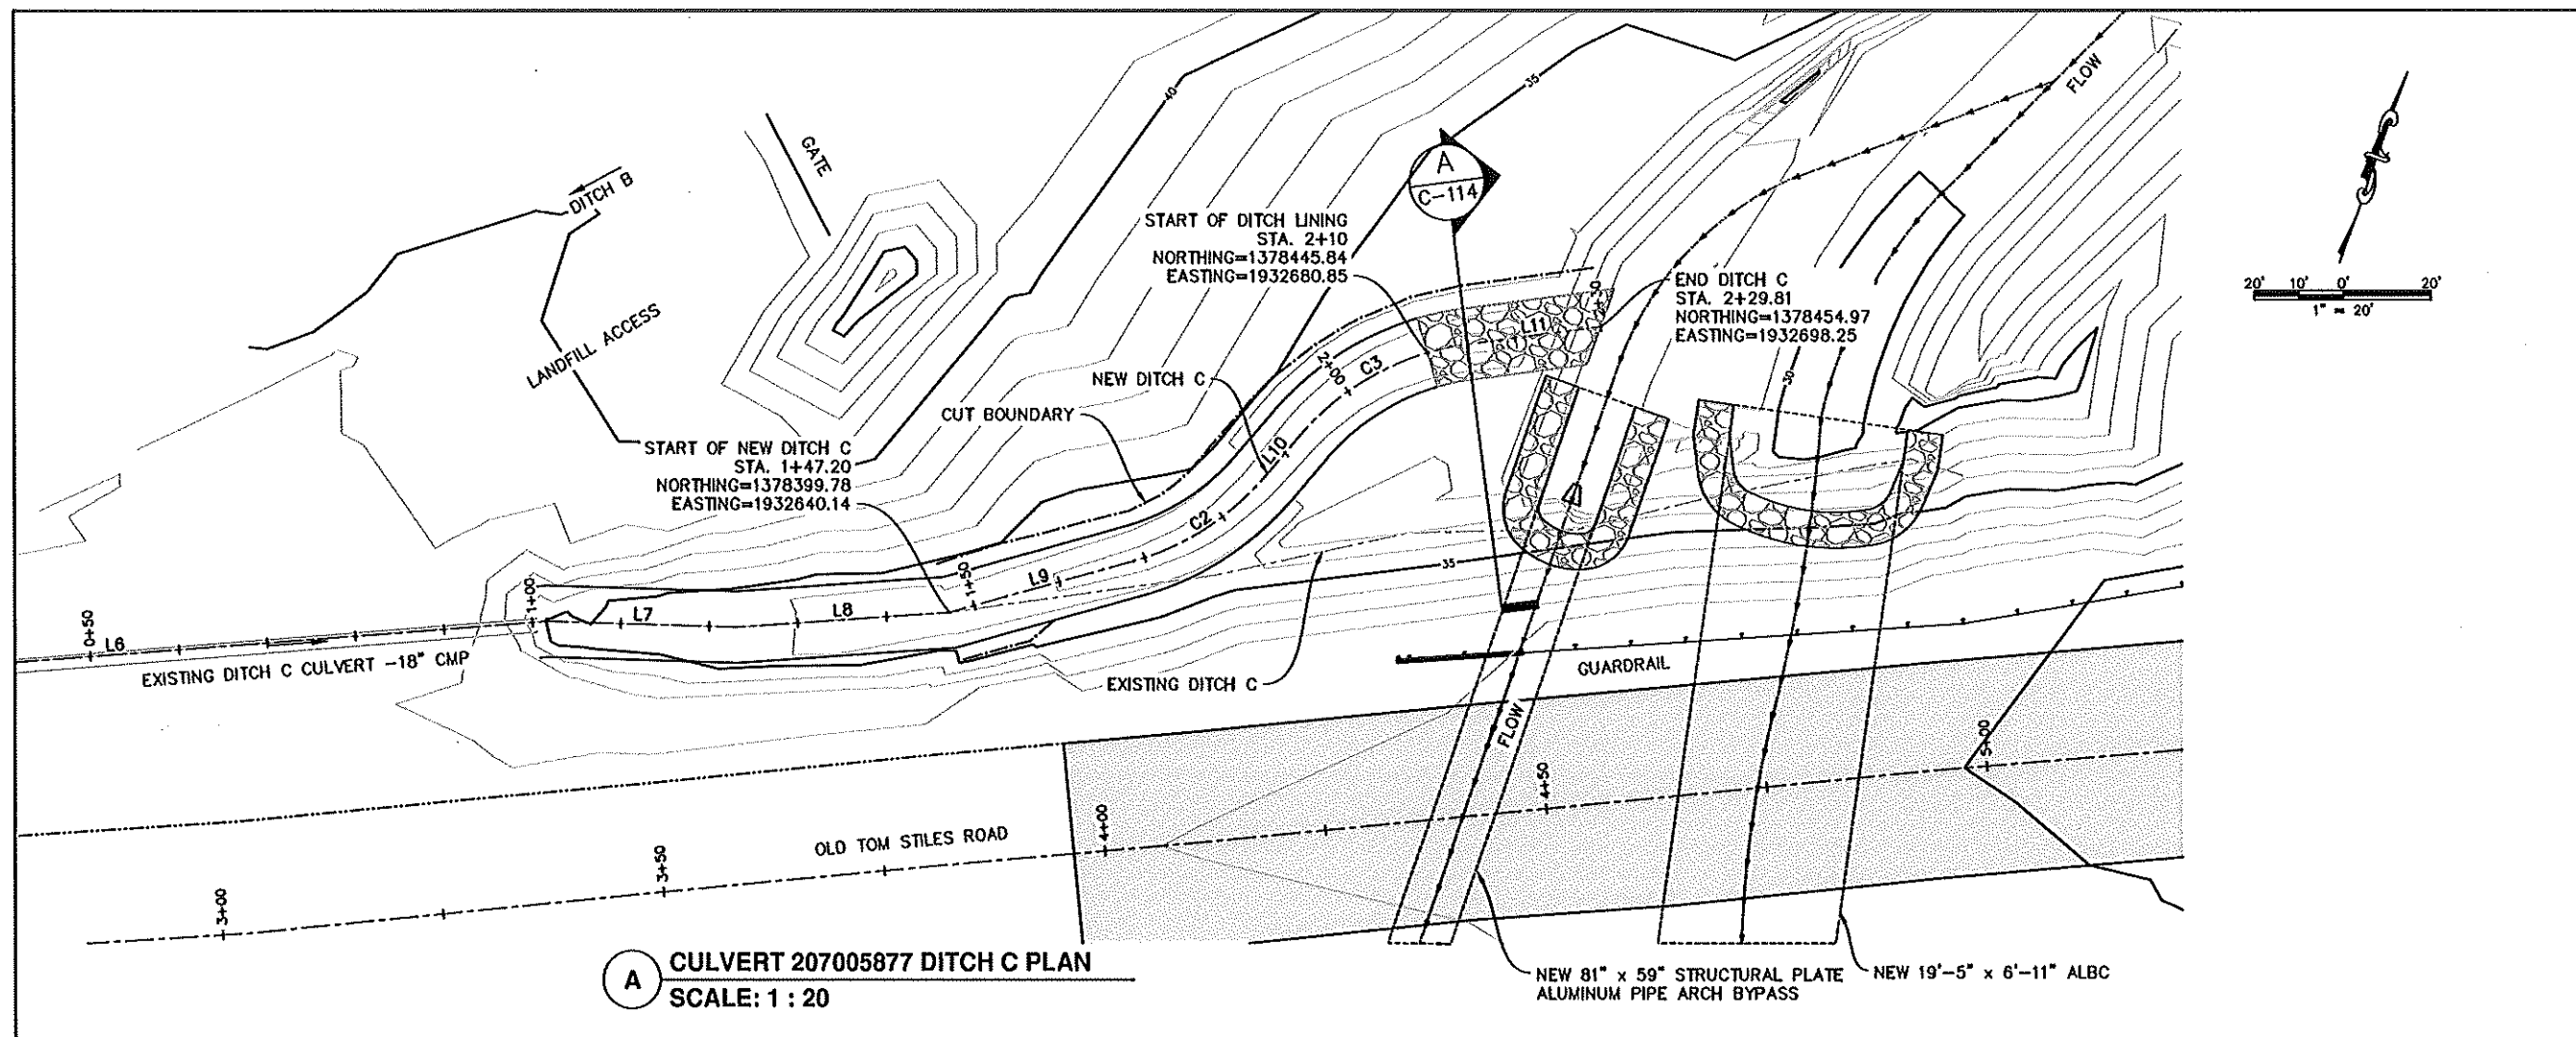 FLOW
GATE
DITCH B
40
35
A
C-114
START OF DITCH LINING
STA. 2+10
NORTHING=1378445.84
EASTING=1932680.85
END DITCH C
STA. 2+29.81
NORTHING=1378454.97
EASTING=1932698.25
20' 10' 0' 20'
1" = 20'
LANDFILL ACCESS
L11
2+00
C3
30
NEW DITCH C
CUT BOUNDARY
L10
START OF NEW DITCH C
STA. 1+47.20
NORTHING=1378399.78
EASTING=1932640.14
C2
1+50
L9
35
0+50
L6
1+00
L7
L8
EXISTING DITCH C CULVERT -18" CMP
EXISTING DITCH C
GUARDRAIL
FLOW
OLD TOM STILES ROAD
3+00
3+50
4+00
4+50
5+00
A
CULVERT 207005877 DITCH C PLAN
SCALE: 1 : 20
NEW 81" x 59" STRUCTURAL PLATE
ALUMINUM PIPE ARCH BYPASS
NEW 19'-5" x 6'-11" ALBC